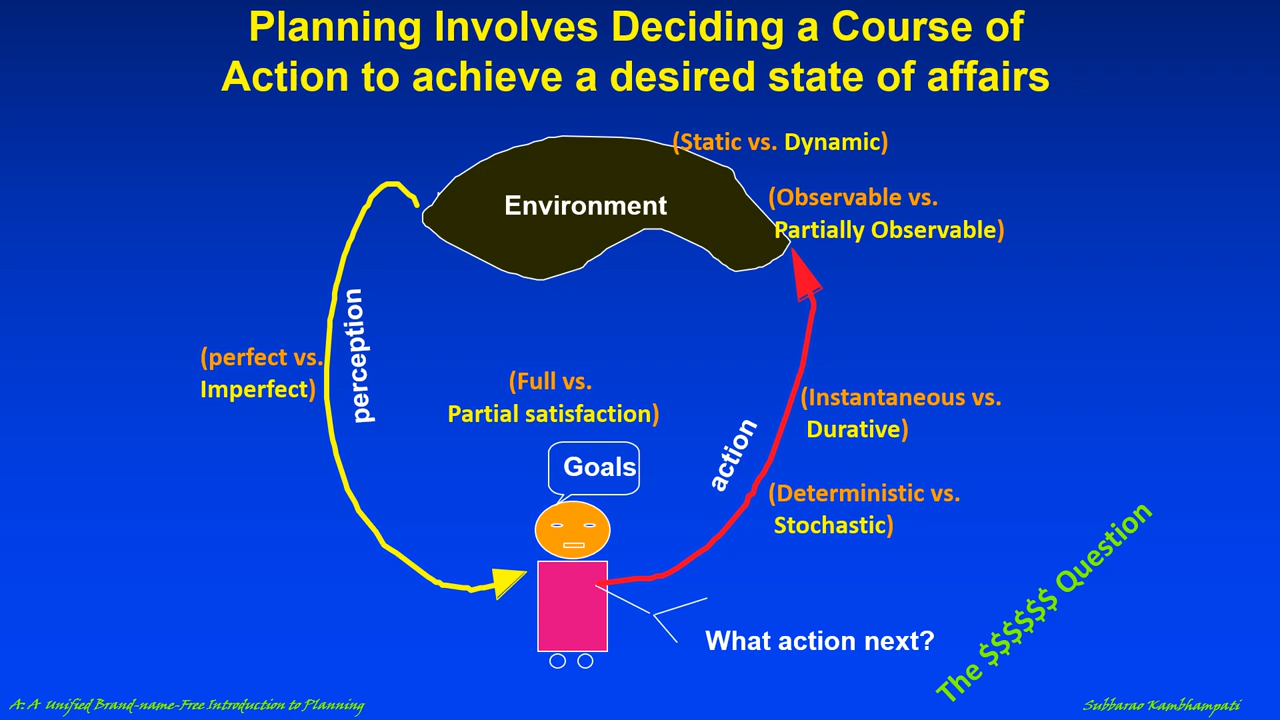 Planning Involves Deciding a Course of
Action to achieve a desired state of affairs
(Static vs. Dynamic)
Environment
(Observable vs.
Partially Observable)
perception
(perfect vs.
Imperfect)
(Full vs.
Partial satisfaction)
(Instantaneous vs.
Durative)
action
Goals
(Deterministic vs.
Stochastic)
What action next?
The $$$$$$ Question
A: A Unified Brand-name-Free Introduction to Planning
Subbarao Kambhampati